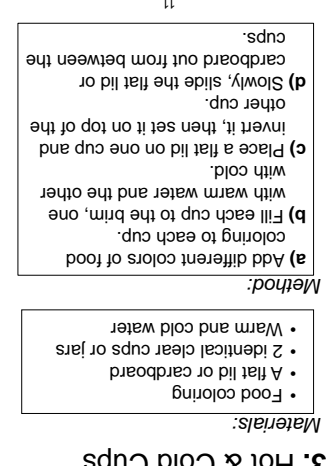 3. Hot & Cold Cups
Materials:
• Food coloring
• A flat lid or cardboard
• 2 identical clear cups or jars
• Warm and cold water
Method:
a) Add different colors of food
coloring to each cup.
b) Fill each cup to the brim, one
with warm water and the other
with cold.
c) Place a flat lid on one cup and
invert it, then set it on top of the
other cup.
d) Slowly, slide the flat lid or
cardboard out from between the
cups.
11